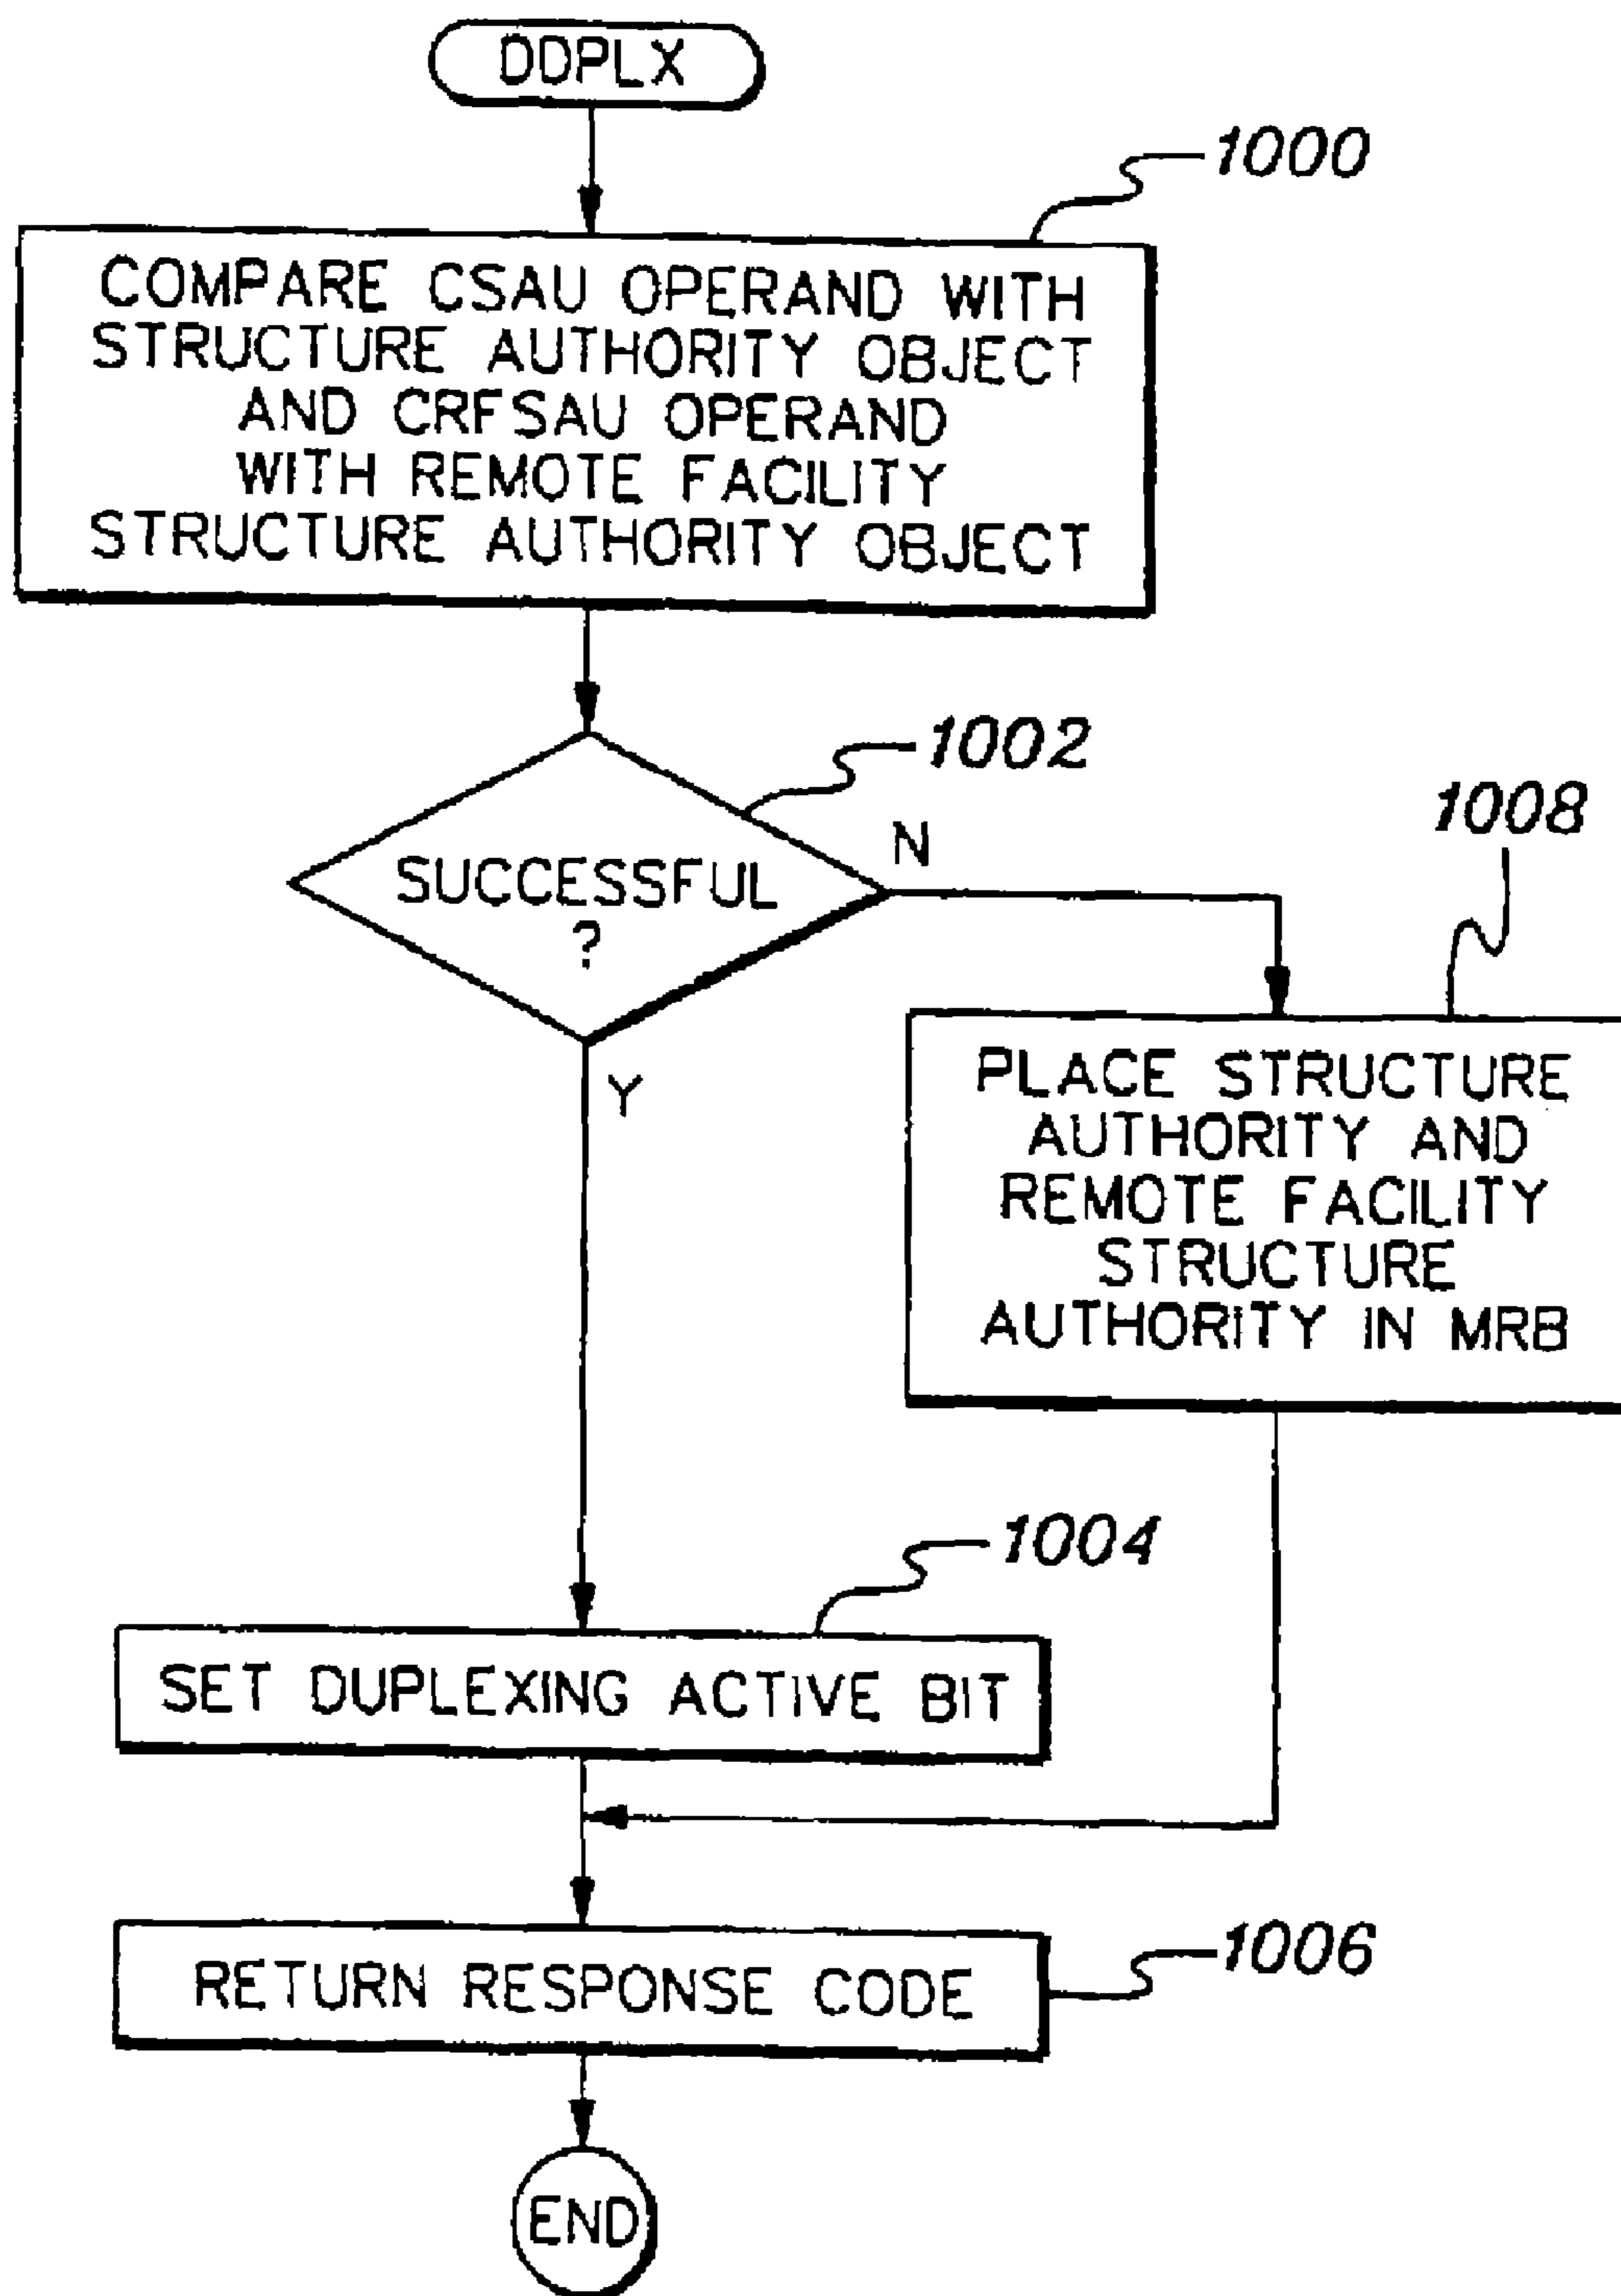 DDPLX
1000
COMPARE CSAU OPERAND WITH
STRUCTURE AUTHORITY OBJECT
AND CRFSAU OPERAND
WITH REMOTE FACILITY
STRUCTURE AUTHORITY OBJECT
1002
SUCCESSFUL
?
N
Y
1008
PLACE STRUCTURE
AUTHORITY AND
REMOTE FACILITY
STRUCTURE
AUTHORITY IN MRB
1004
SET DUPLEXING ACTIVE BIT
RETURN RESPONSE CODE
1006
END